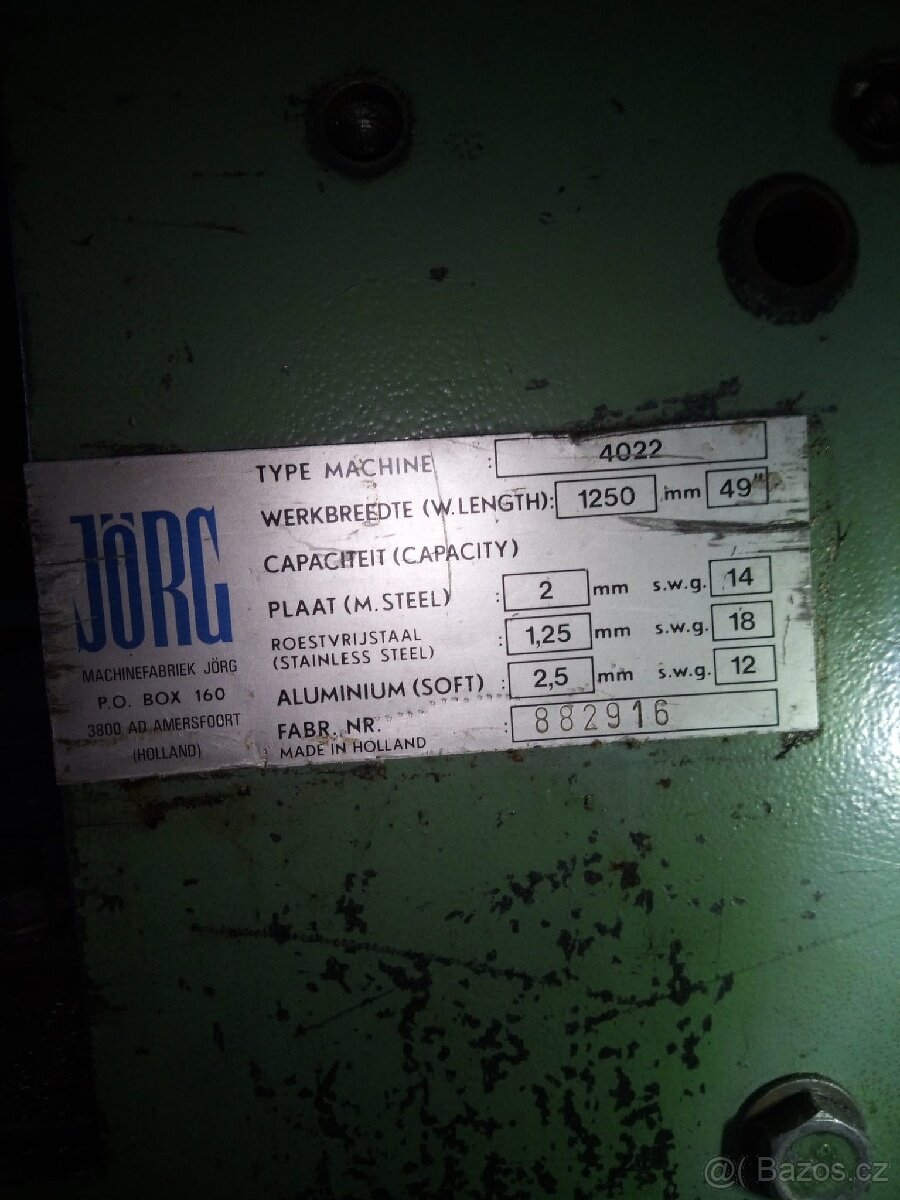 JÖRG
MACHINEFABRIEK JÖRG
P.O. BOX 160
3800 AD AMERSFOORT
(HOLLAND)
TYPE MACHINE : 4022
WERKBREEDTE (W.LENGTH): 1250 mm 49"
CAPACITEIT (CAPACITY)
PLAAT (M. STEEL) : 2 mm s.w.g. 14
ROESTVRIJSTAAL
(STAINLESS STEEL) : 1,25 mm s.w.g. 18
ALUMINIUM (SOFT) : 2,5 mm s.w.g. 12
FABR. NR. 882916
MADE IN HOLLAND
@( Bazos.cz